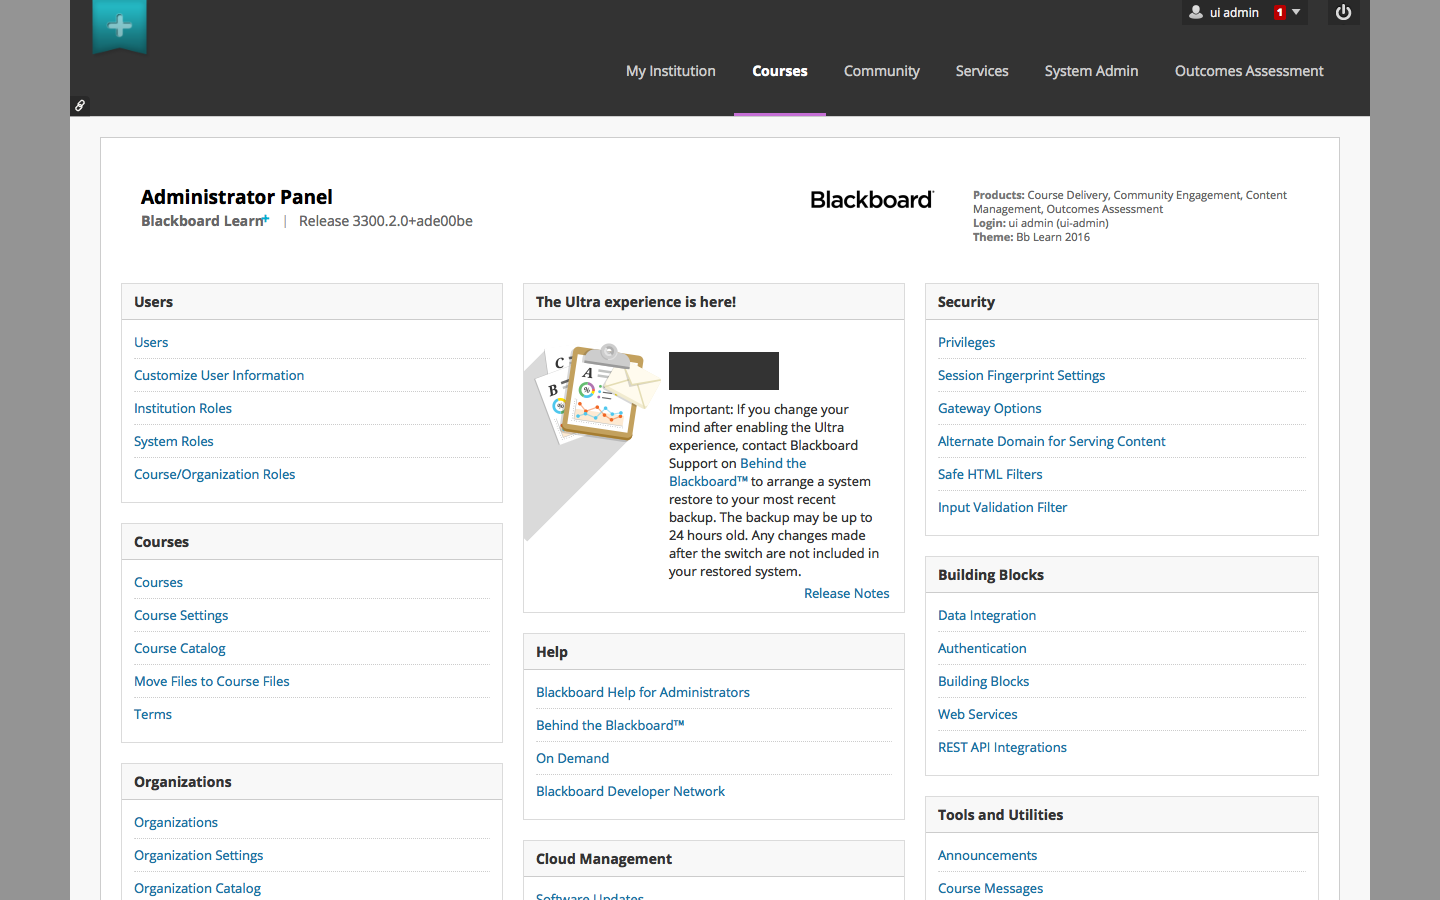 ui admin 1
My Institution Courses Community Services System Admin Outcomes Assessment
Administrator Panel
Blackboard Learn+ | Release 3300.2.0+ade00be
Blackboard
Products: Course Delivery, Community Engagement, Content
Management, Outcomes Assessment
Login: ui admin (ui-admin)
Theme: Bb Learn 2016
Users
Users
Customize User Information
Institution Roles
System Roles
Course/Organization Roles
Courses
Courses
Course Settings
Course Catalog
Move Files to Course Files
Terms
Organizations
Organizations
Organization Settings
Organization Catalog
The Ultra experience is here!
C
A
B
%
%
Important: If you change your
mind after enabling the Ultra
experience, contact Blackboard
Support on Behind the
Blackboard™ to arrange a system
restore to your most recent
backup. The backup may be up to
24 hours old. Any changes made
after the switch are not included in
your restored system.
Release Notes
Help
Blackboard Help for Administrators
Behind the Blackboard™
On Demand
Blackboard Developer Network
Cloud Management
Software Updates
Security
Privileges
Session Fingerprint Settings
Gateway Options
Alternate Domain for Serving Content
Safe HTML Filters
Input Validation Filter
Building Blocks
Data Integration
Authentication
Building Blocks
Web Services
REST API Integrations
Tools and Utilities
Announcements
Course Messages